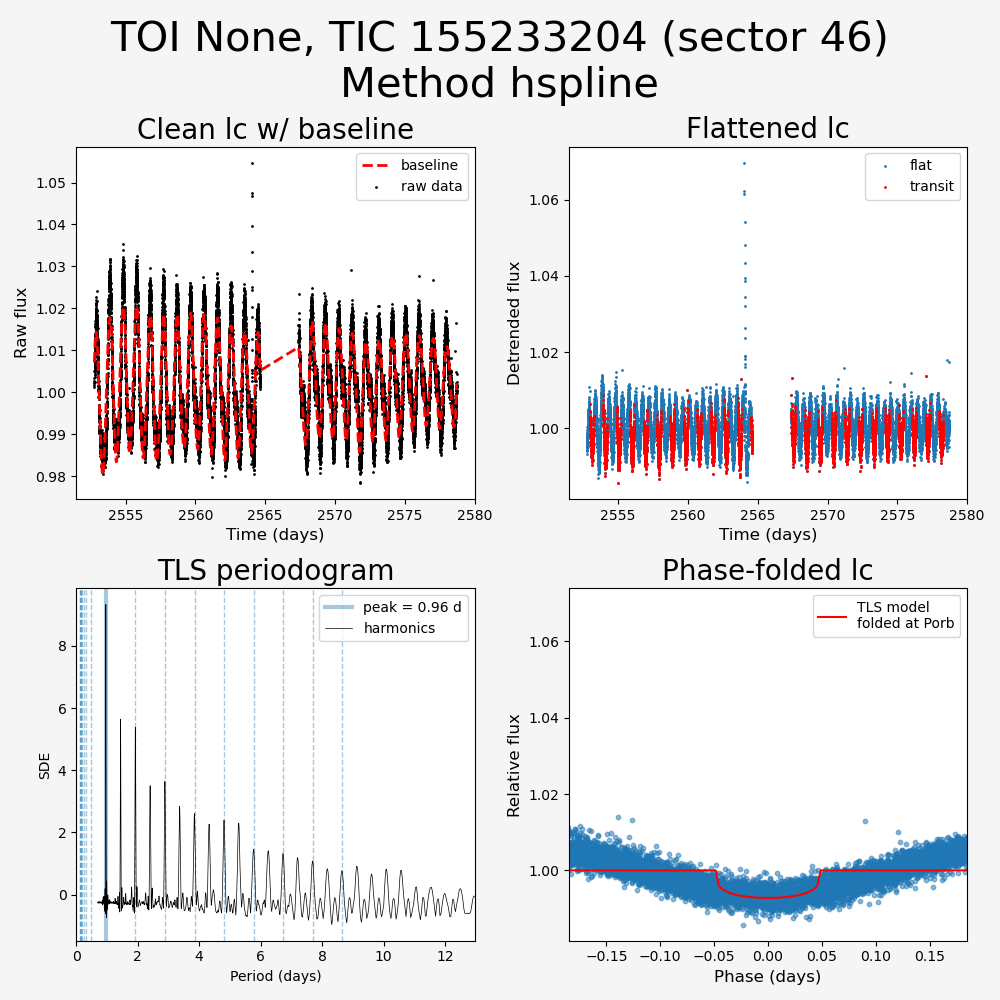 TOI None, TIC 155233204 (sector 46)
Method hspline
Clean lc w/ baseline
Flattened lc
baseline
raw data
flat
transit
1.05
1.04
1.03
1.02
1.01
1.00
0.99
0.98
Raw flux
2555
2560
2565
2570
2575
2580
Time (days)
1.06
1.04
1.02
1.00
Detrended flux
2555
2560
2565
2570
2575
2580
Time (days)
TLS periodogram
Phase-folded lc
peak = 0.96 d
harmonics
8
6
4
2
0
SDE
0
2
4
6
8
10
12
Period (days)
TLS model
folded at Porb
1.06
1.04
1.02
1.00
Relative flux
−0.15
−0.10
−0.05
0.00
0.05
0.10
0.15
Phase (days)